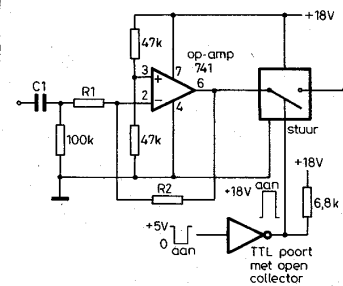 +18V
47k
op-amp
741
3
7
+
6
C1
R1
2
-
4
stuur
100k
47k
+18V
R2
+18V
aan
6,8k
+5V
0
aan
TTL poort
met open
collector